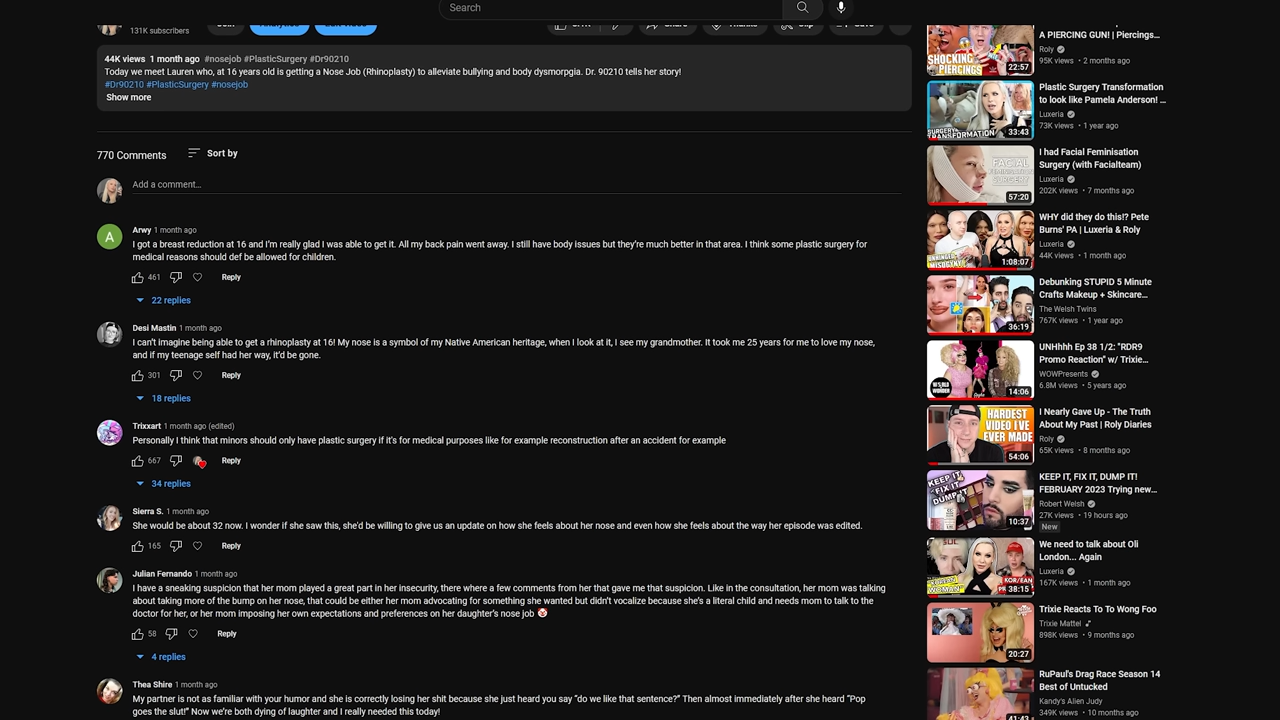 Search
131K subscribers
44K views 1 month ago #nosejob #PlasticSurgery #Dr90210
Today we meet Lauren who, at 16 years old is getting a Nose Job (Rhinoplasty) to alleviate bullying and body dysmorpgia. Dr. 90210 tells her story!
#Dr90210 #PlasticSurgery #nosejob
Show more
770 Comments
Sort by
Add a comment...
A
Arwy 1 month ago
I got a breast reduction at 16 and I'm really glad I was able to get it. All my back pain went away. I still have body issues but they're much better in that area. I think some plastic surgery for
medical reasons should def be allowed for children.
461 Reply
22 replies
Desi Mastin 1 month ago
I can't imagine being able to get a rhinoplasty at 16! My nose is a symbol of my Native American heritage, when I look at it, I see my grandmother. It took me 25 years for me to love my nose,
and if my teenage self had her way, it'd be gone.
301 Reply
18 replies
Trixxart 1 month ago (edited)
Personally I think that minors should only have plastic surgery if it's for medical purposes like for example reconstruction after an accident for example
667 Reply
34 replies
Sierra S. 1 month ago
She would be about 32 now. I wonder if she saw this, she'd be willing to give us an update on how she feels about her nose and even how she feels about the way her episode was edited.
165 Reply
Julian Fernando 1 month ago
I have a sneaking suspicion that her mom played a great part in her insecurity, there where a few comments from her that gave me that suspicion. Like in the consultation, her mom was talking
about taking more of the bump on her nose, that could be either her mom advocating for something she wanted but didn't vocalize because she's a literal child and needs mom to talk to the
doctor for her, or her mom imposing her own expectations and preferences on her daughter's nose job 🤡
58 Reply
4 replies
Thea Shire 1 month ago
My partner is not as familiar with your humor and she is correctly losing her shit because she just heard you say "do we like that sentence?" Then almost immediately after she heard "Pop
goes the slut!" Now we're both dying of laughter and I really needed this today!
SHOCKING
PIERCINGS
22:57
A PIERCING GUN! | Piercings...
Roly
95K views • 2 months ago
SURGERY
TRANSFORMATION
33:43
Plastic Surgery Transformation
to look like Pamela Anderson! ...
Luxeria
73K views • 1 year ago
FACIAL
FEMINISATION
SURGERY
57:20
I had Facial Feminisation
Surgery (with Facialteam)
Luxeria
202K views • 7 months ago
UNHINGED
MISOGYNY
1:08:07
WHY did they do this!? Pete
Burns' PA | Luxeria & Roly
Luxeria
44K views • 1 month ago
36:19
Debunking STUPID 5 Minute
Crafts Makeup + Skincare...
The Welsh Twins
767K views • 1 year ago
14:06
UNHhhh Ep 38 1/2: "RDR9
Promo Reaction" w/ Trixie...
WOWPresents
6.8M views • 5 years ago
HARDEST
VIDEO I'VE
EVER MADE
54:06
I Nearly Gave Up - The Truth
About My Past | Roly Diaries
Roly
65K views • 8 months ago
KEEP IT,
FIX IT,
DUMP IT!
10:37
KEEP IT, FIX IT, DUMP IT!
FEBRUARY 2023 Trying new...
Robert Welsh
27K views • 19 hours ago
New
KOREAN
WOMAN
38:15
We need to talk about Oli
London... Again
Luxeria
167K views • 1 month ago
20:27
Trixie Reacts To To Wong Foo
Trixie Mattel
898K views • 9 months ago
41:43
RuPaul's Drag Race Season 14
Best of Untucked
Kandy's Alien Judy
349K views • 10 months ago